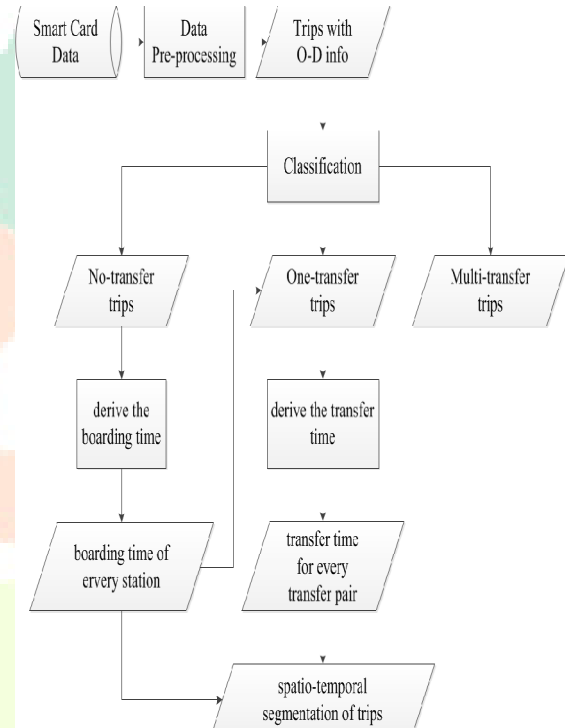 Smart Card
Data
Data
Pre-processing
Trips with
O-D info
Classification
No-transfer
trips
One-transfer
trips
Multi-transfer
trips
derive the
boarding time
derive the transfer
time
boarding time of
ervery station
transfer time
for every
transfer pair
spatio-temporal
segmentation of trips